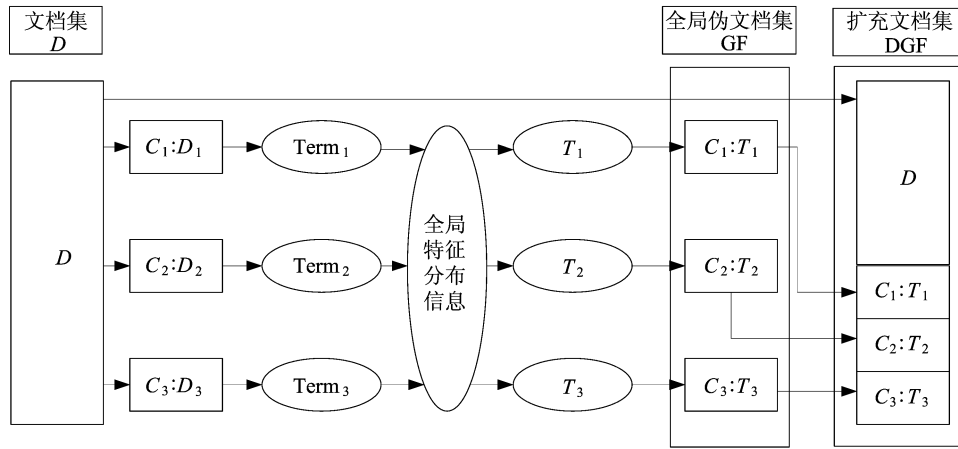 文档集
D
全局伪文档集
GF
扩充文档集
DGF
D
C₁:D₁
Term₁
T₁
C₁:T₁
C₂:D₂
Term₂
全局
特征
分布
信息
T₂
C₂:T₂
C₃:D₃
Term₃
T₃
C₃:T₃
D
C₁:T₁
C₂:T₂
C₃:T₃